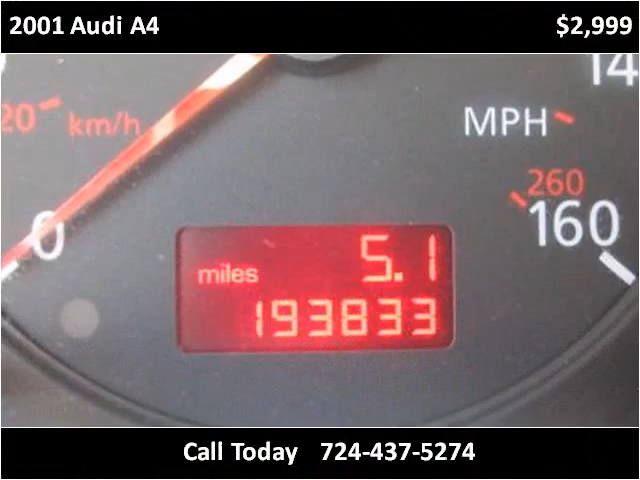 2001 Audi A4 $2,999
14
20 km/h MPH
260
0 160
5.1
miles
193833
Call Today 724-437-5274